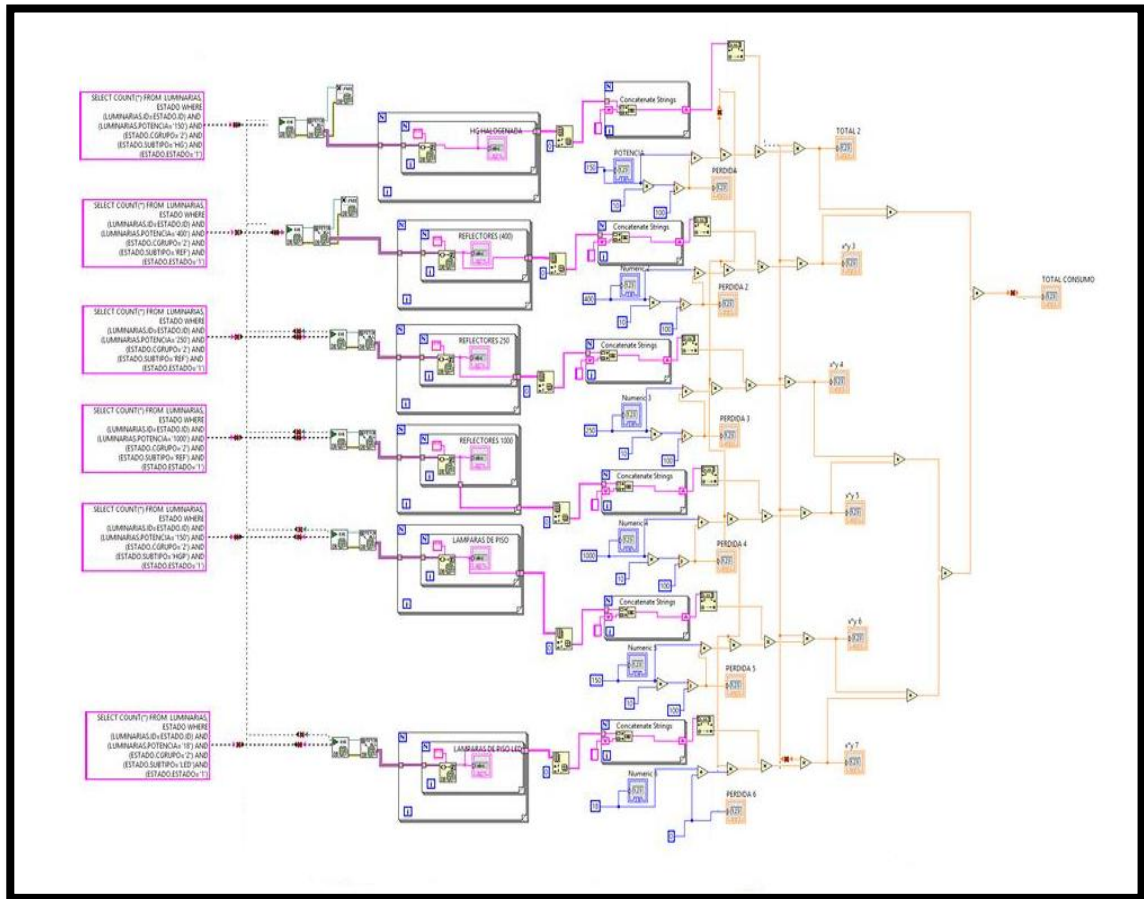 SELECT COUNT(*) FROM LUMINARIAS,
ESTADO WHERE
(LUMINARIAS.ID=ESTADO.ID) AND
(LUMINARIAS.POTENCIA='150') AND
(ESTADO.CGRUPO='2') AND
(ESTADO.SUBTIPO='HG') AND
(ESTADO.ESTADO='1')
HG HALOGENADA
Concatenate Strings
POTENCIA
150
10
100
PERDIDA
TOTAL 2
SELECT COUNT(*) FROM LUMINARIAS,
ESTADO WHERE
(LUMINARIAS.ID=ESTADO.ID) AND
(LUMINARIAS.POTENCIA='400') AND
(ESTADO.CGRUPO='2') AND
(ESTADO.SUBTIPO='REF') AND
(ESTADO.ESTADO='1')
REFLECTORES (400)
Concatenate Strings
Numeric 2
400
10
100
PERDIDA 2
x*y 3
TOTAL CONSUMO
SELECT COUNT(*) FROM LUMINARIAS,
ESTADO WHERE
(LUMINARIAS.ID=ESTADO.ID) AND
(LUMINARIAS.POTENCIA='250') AND
(ESTADO.CGRUPO='2') AND
(ESTADO.SUBTIPO='REF') AND
(ESTADO.ESTADO='1')
REFLECTORES 250
Concatenate Strings
Numeric 3
250
10
100
PERDIDA 3
x*y 4
SELECT COUNT(*) FROM LUMINARIAS,
ESTADO WHERE
(LUMINARIAS.ID=ESTADO.ID) AND
(LUMINARIAS.POTENCIA='1000') AND
(ESTADO.CGRUPO='2') AND
(ESTADO.SUBTIPO='REF') AND
(ESTADO.ESTADO='1')
REFLECTORES 1000
Concatenate Strings
Numeric 4
1000
10
100
PERDIDA 4
x*y 5
SELECT COUNT(*) FROM LUMINARIAS,
ESTADO WHERE
(LUMINARIAS.ID=ESTADO.ID) AND
(LUMINARIAS.POTENCIA='150') AND
(ESTADO.CGRUPO='2') AND
(ESTADO.SUBTIPO='HGP') AND
(ESTADO.ESTADO='1')
LAMPARAS DE PISO
Concatenate Strings
Numeric 5
150
10
100
PERDIDA 5
x*y 6
SELECT COUNT(*) FROM LUMINARIAS,
ESTADO WHERE
(LUMINARIAS.ID=ESTADO.ID) AND
(LUMINARIAS.POTENCIA='18') AND
(ESTADO.CGRUPO='2') AND
(ESTADO.SUBTIPO='LED')AND
(ESTADO.ESTADO='1')
LAMPARAS DE PISO LED
Concatenate Strings
Numeric 6
0
PERDIDA 6
x*y 7